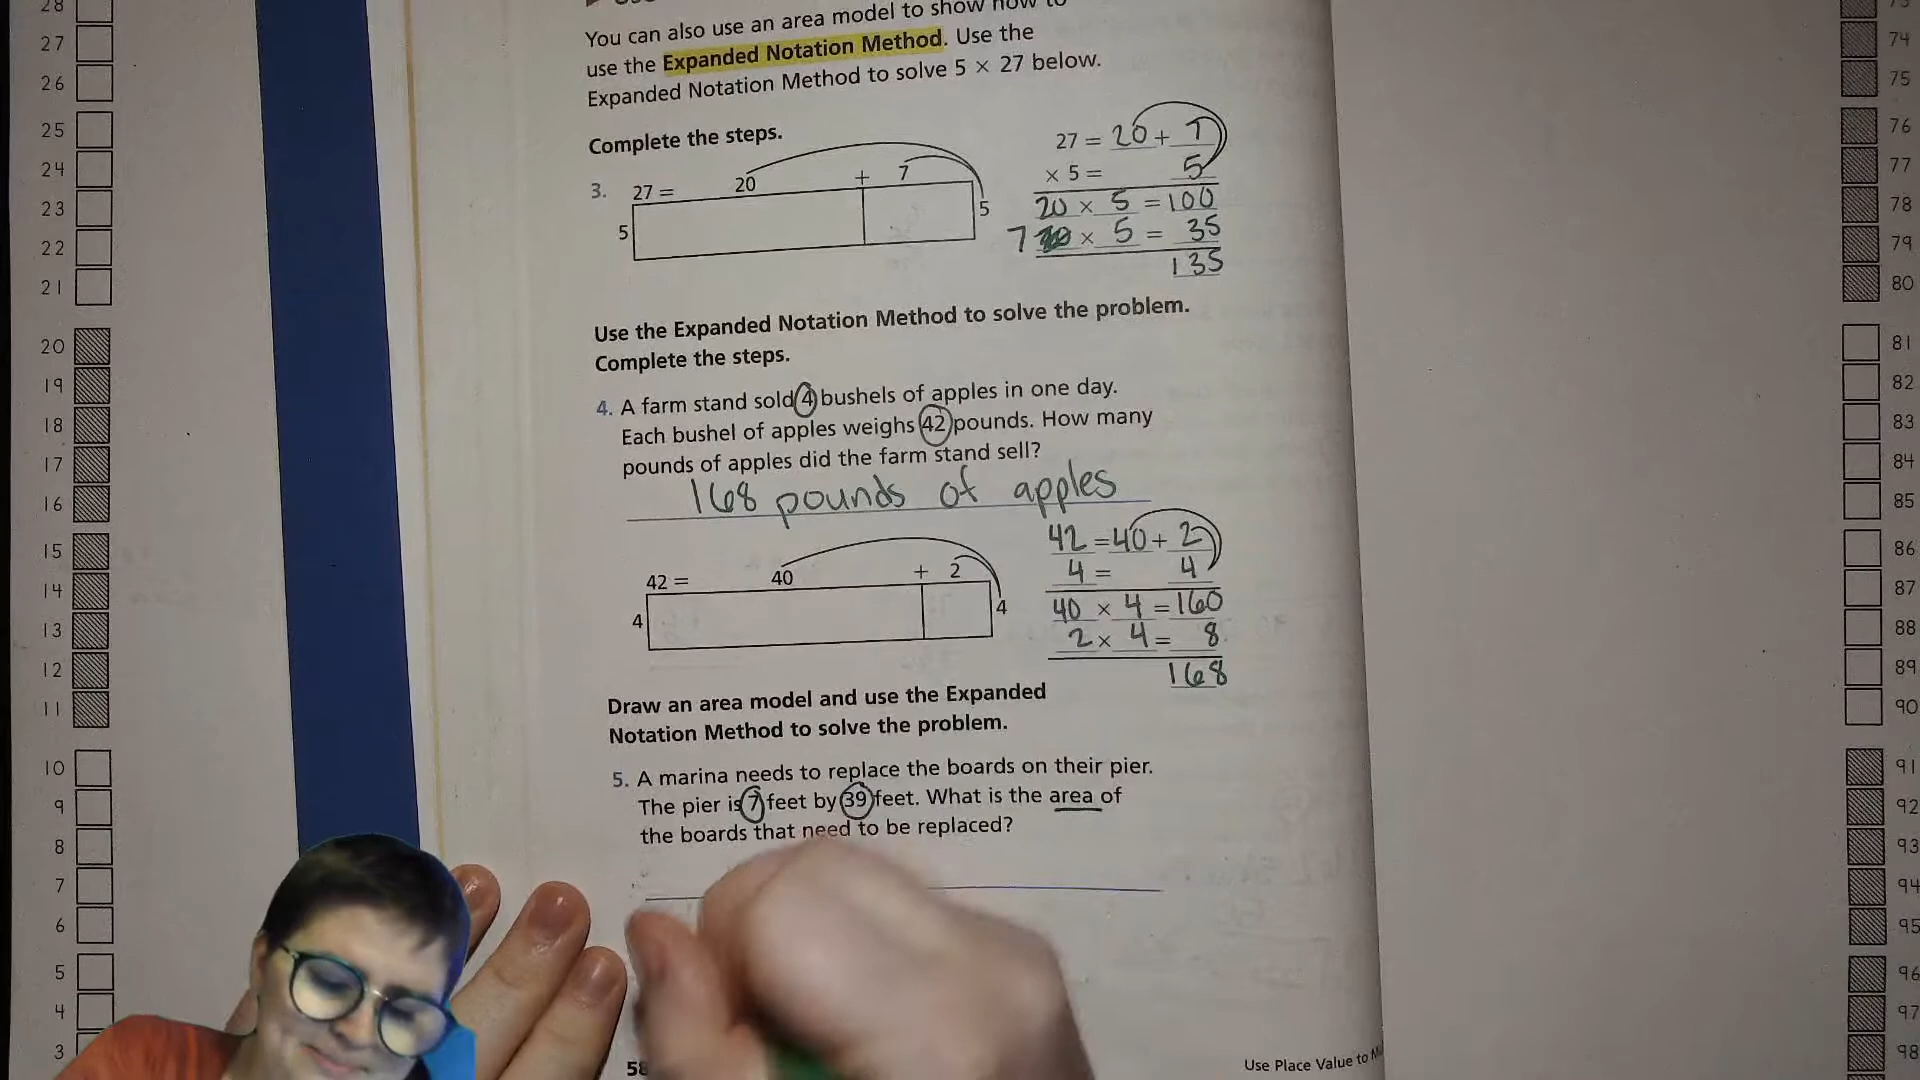 You can also use an area model to show how to
use the Expanded Notation Method. Use the
Expanded Notation Method to solve 5 × 27 below.
Complete the steps.
3. 27 = 20 + 7
5
5
27 = 20 + 7
× 5 = 5
20 × 5 = 100
7 × 5 = 35
135
Use the Expanded Notation Method to solve the problem.
Complete the steps.
4. A farm stand sold 4 bushels of apples in one day.
Each bushel of apples weighs 42 pounds. How many
pounds of apples did the farm stand sell?
168 pounds of apples
42 = 40 + 2
4
4
42 = 40 + 2
4 = 4
40 × 4 = 160
2 × 4 = 8
168
Draw an area model and use the Expanded
Notation Method to solve the problem.
5. A marina needs to replace the boards on their pier.
The pier is 7 feet by 39 feet. What is the area of
the boards that need to be replaced?
58
Use Place Value to
28
27
26
25
24
23
22
21
20
19
18
17
16
15
14
13
12
11
10
9
8
7
6
5
4
3
74
75
76
77
78
79
80
81
82
83
84
85
86
87
88
89
90
91
92
93
94
95
96
97
98